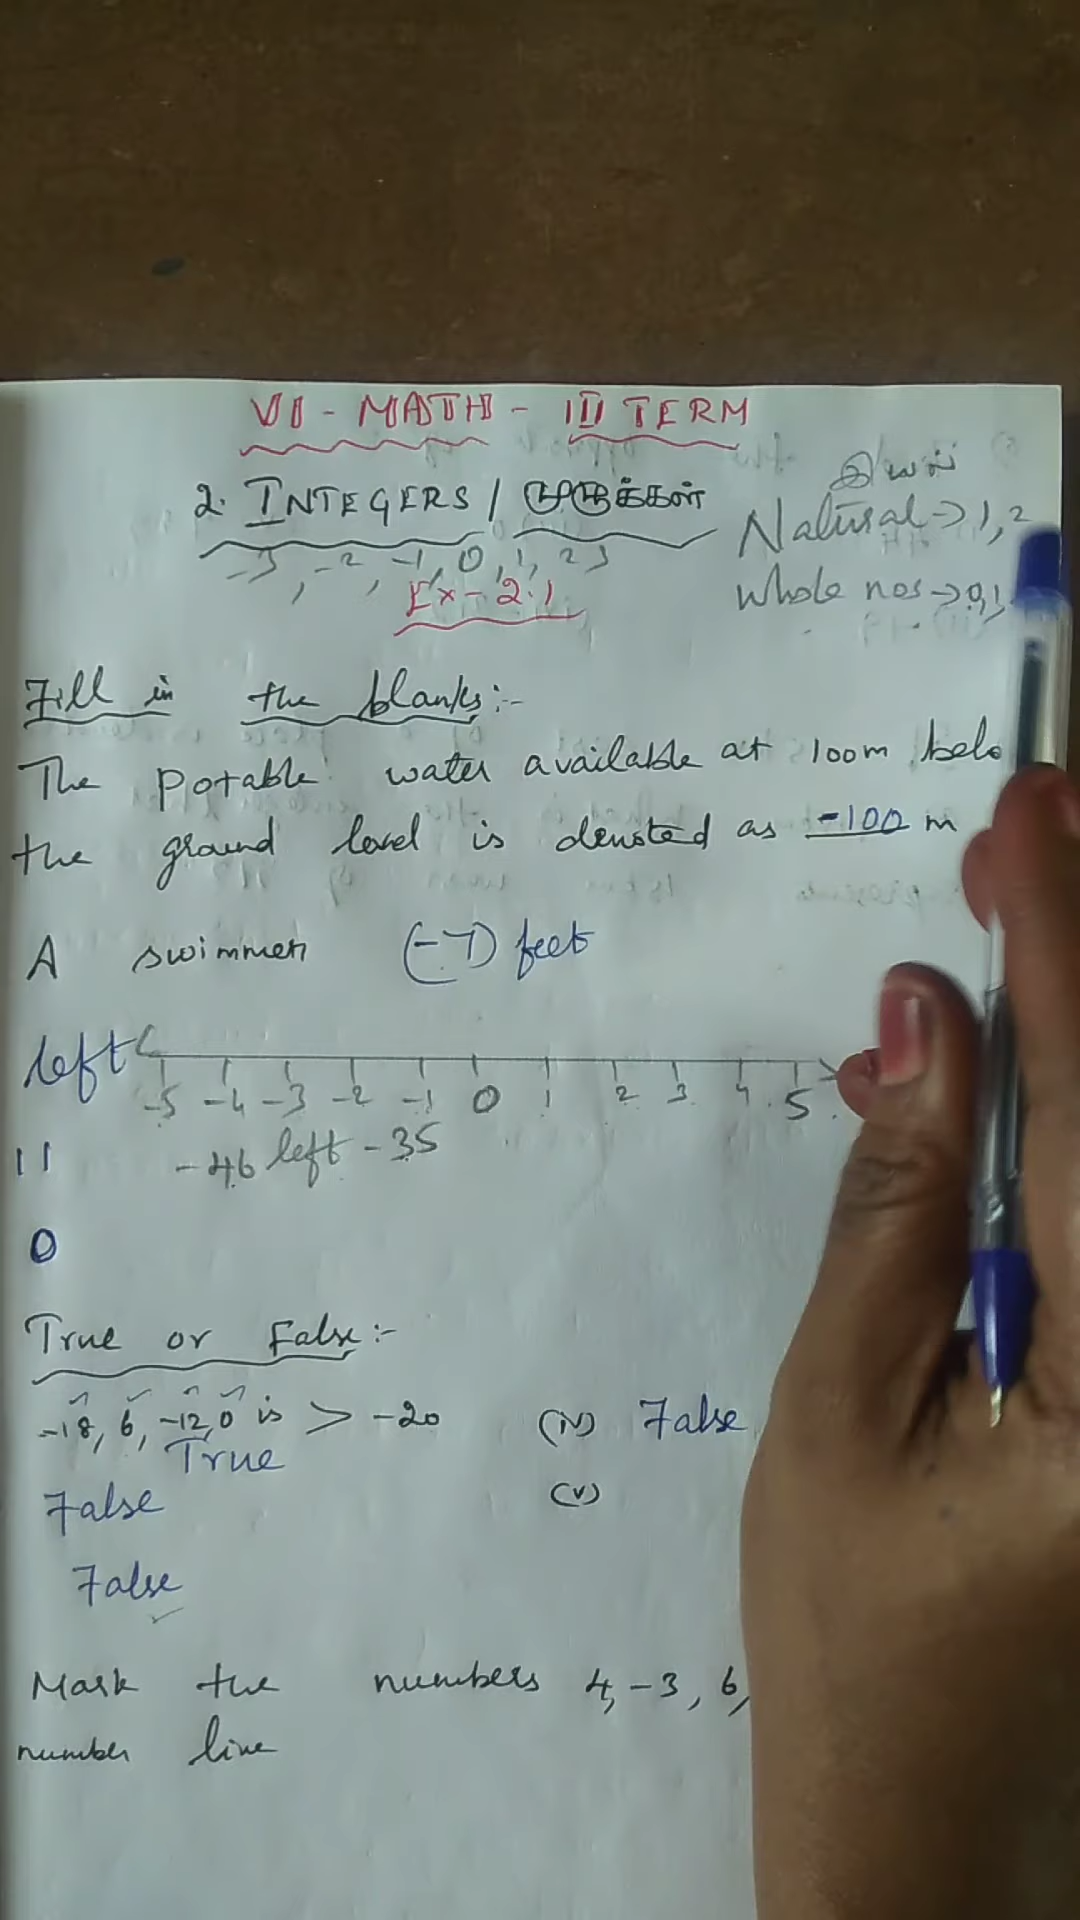 VI - MATH - III TERM
2. INTEGERS / முழுக்கள்
இயல்
Natural → 1, 2
-3, -2, -1, 0, 1, 2, 3
Whole nos → 0, 1
Ex - 2.1
Fill in the blanks :-
The Potable water available at 100m belo
the ground level is denoted as -100 m
A swimmer (-7) feet
left
-5 -4 -3 -2 -1 0 1 2 3 4 5
11 -46 left -35
0
True or False :-
-18, 6, -12, 0 is > -20 (iv) False
True
False (v)
False
Mark the numbers 4, -3, 6,
number line